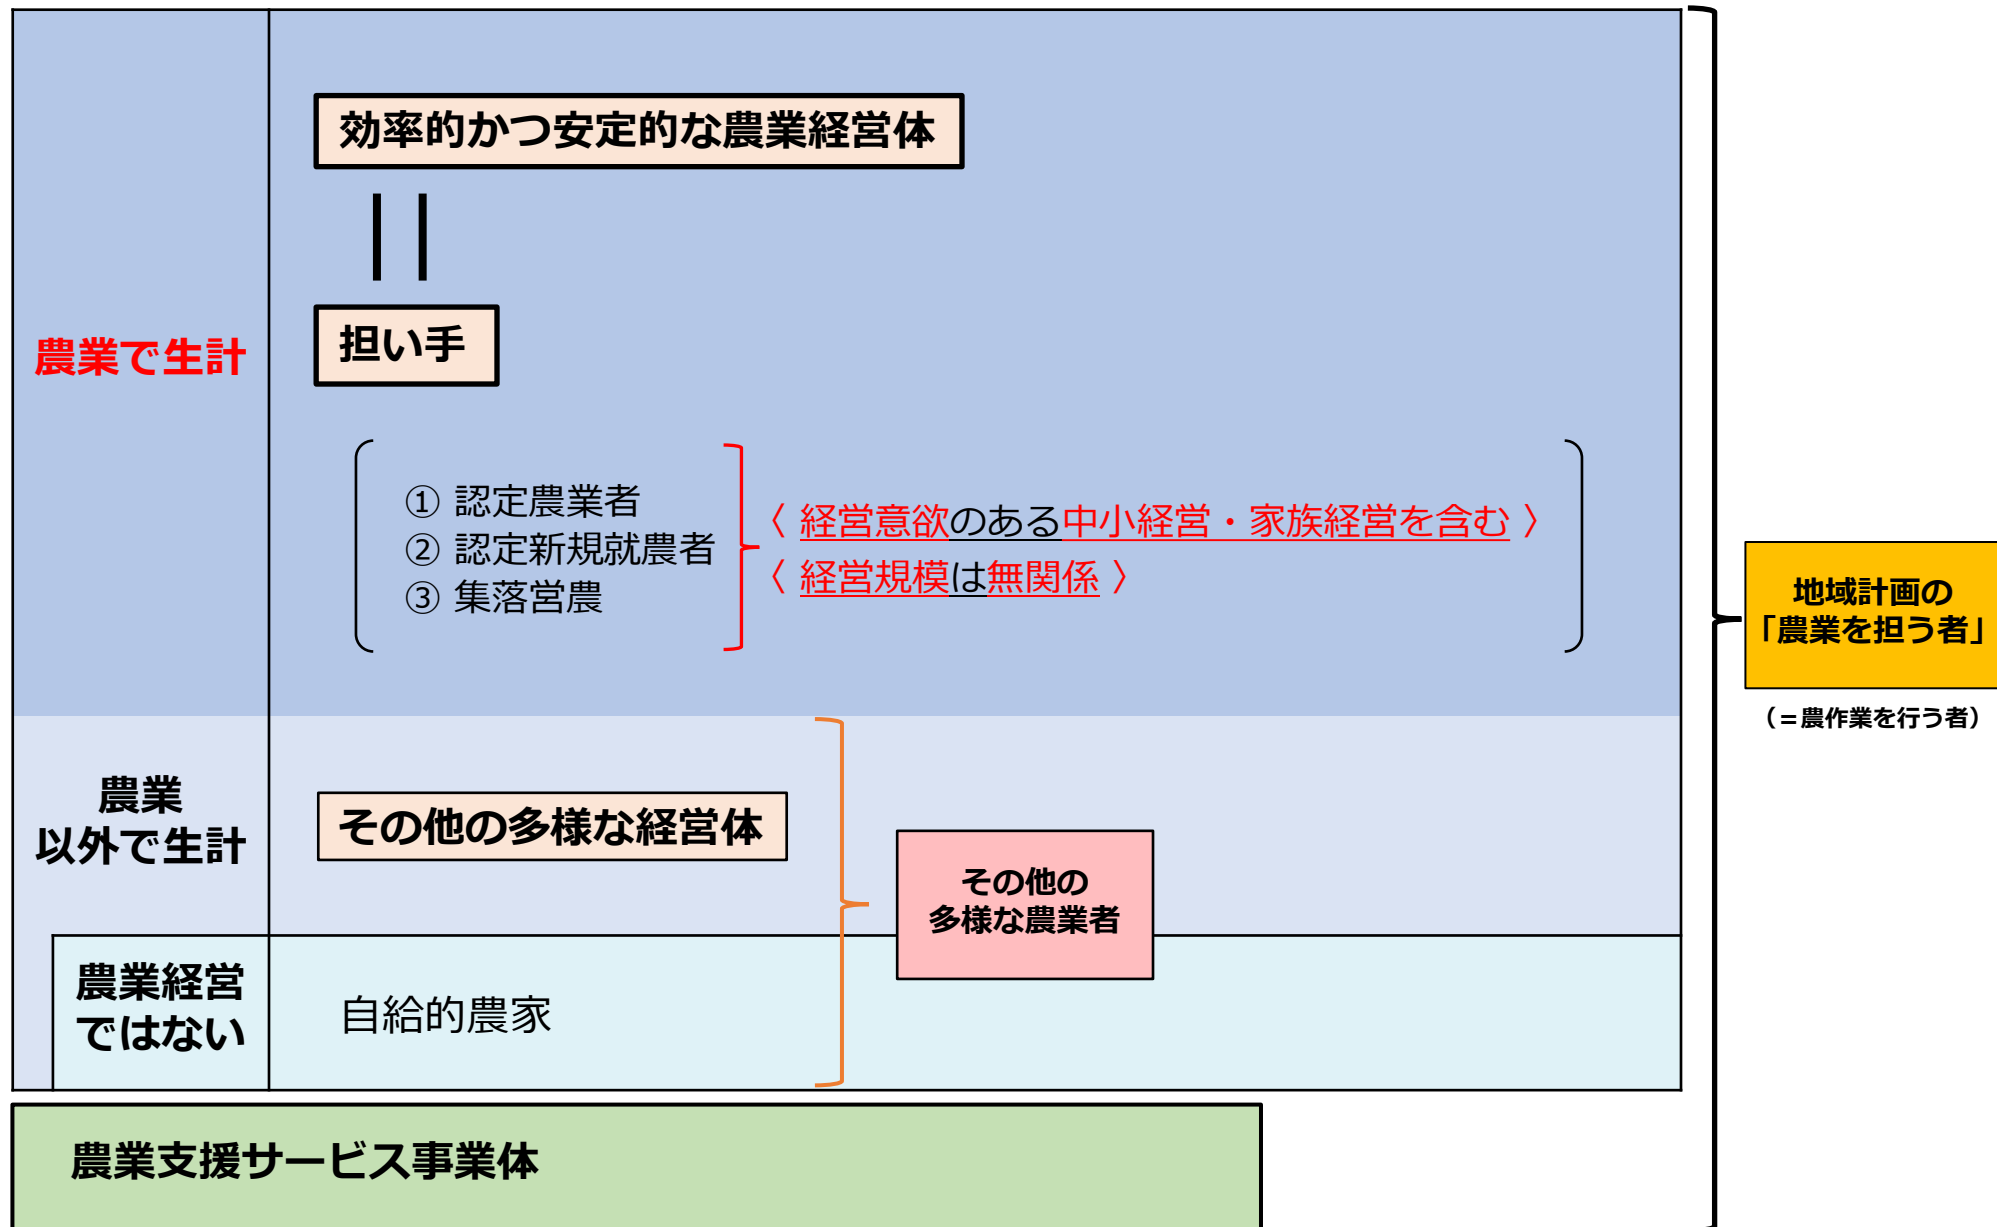 効率的かつ安定的な農業経営体
農業で生計
担い手
① 認定農業者
② 認定新規就農者
③ 集落営農
〈 経営意欲のある中小経営・家族経営を含む 〉
〈 経営規模は無関係 〉
地域計画の
「農業を担う者」
（＝農作業を行う者）
農業
以外で生計
その他の多様な経営体
その他の
多様な農業者
農業経営
ではない
自給的農家
農業支援サービス事業体